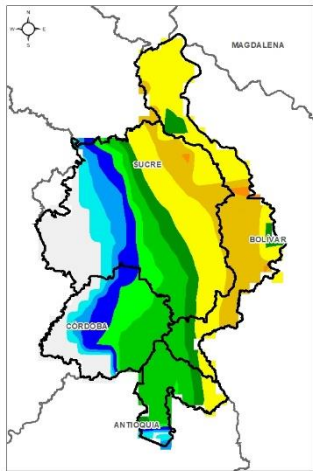 N
W E
S
MAGDALENA
SUCRE
BOLIVAR
CORDOBA
ANTIOQUIA